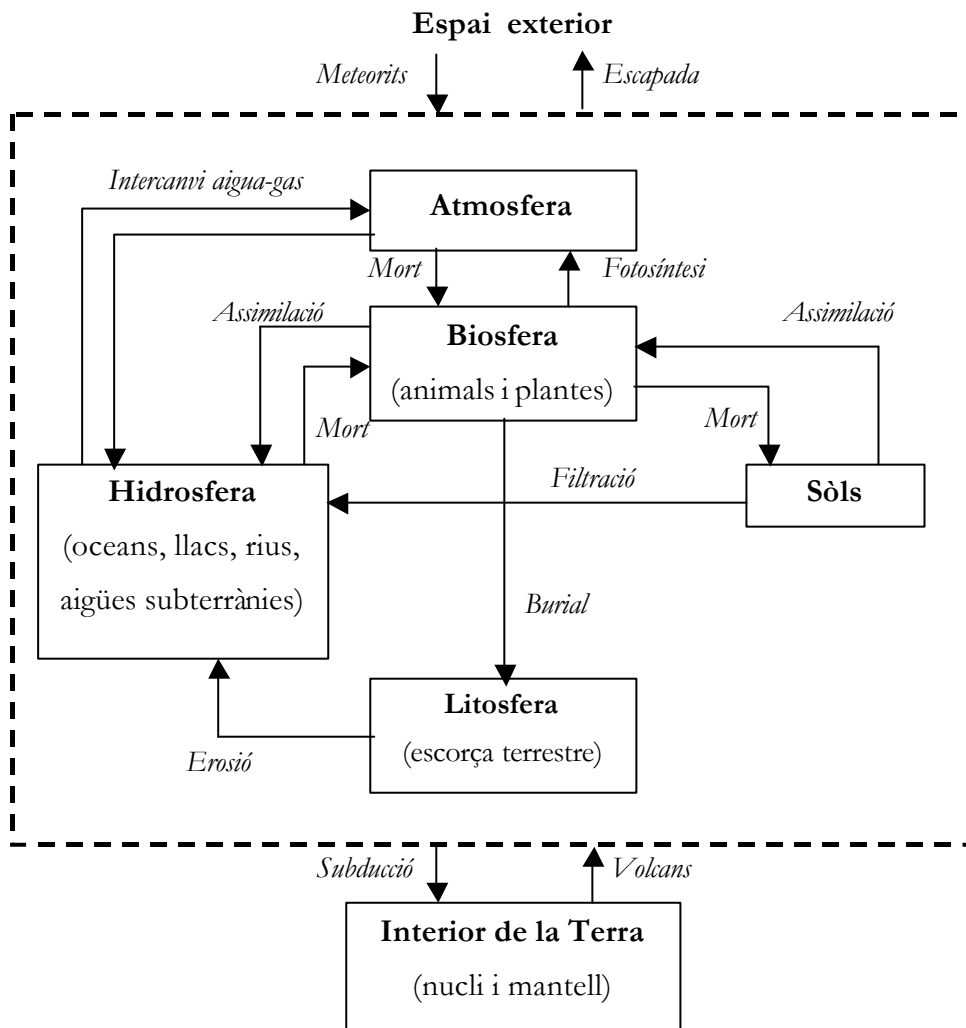 Espai exterior
Meteorits
Escapada
Intercanvi aigua-gas
Atmosfera
Mort
Fotosíntesi
Assimilació
Biosfera
(animals i plantes)
Assimilació
Mort
Mort
Hidrosfera
(oceans, llacs, rius,
aigües subterrànies)
Filtració
Sòls
Burial
Litosfera
(escorça terrestre)
Erosió
Subducció
Volcans
Interior de la Terra
(nucli i mantell)